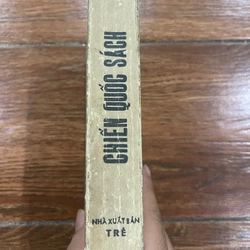 CHIẾN QUỐC SÁCH
NHÀ XUẤT BẢN
TRẺ